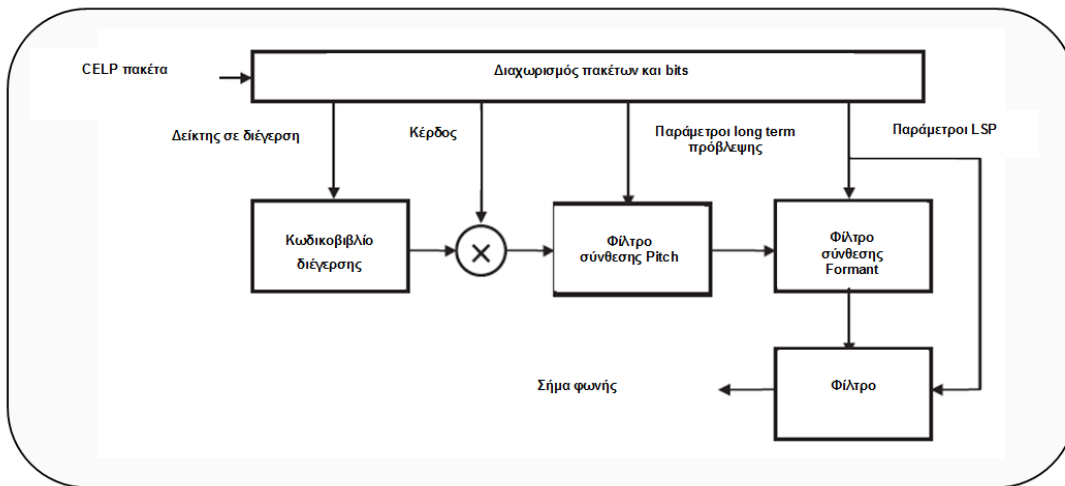 CELP πακέτα
Διαχωρισμός πακέτων και bits
Δείκτης σε διέγερση
Κέρδος
Παράμετροι long term
πρόβλεψης
Παράμετροι LSP
Κωδικοβιβλίο
διέγερσης
Φίλτρο
σύνθεσης Pitch
Φίλτρο
σύνθεσης
Formant
Σήμα φωνής
Φίλτρο